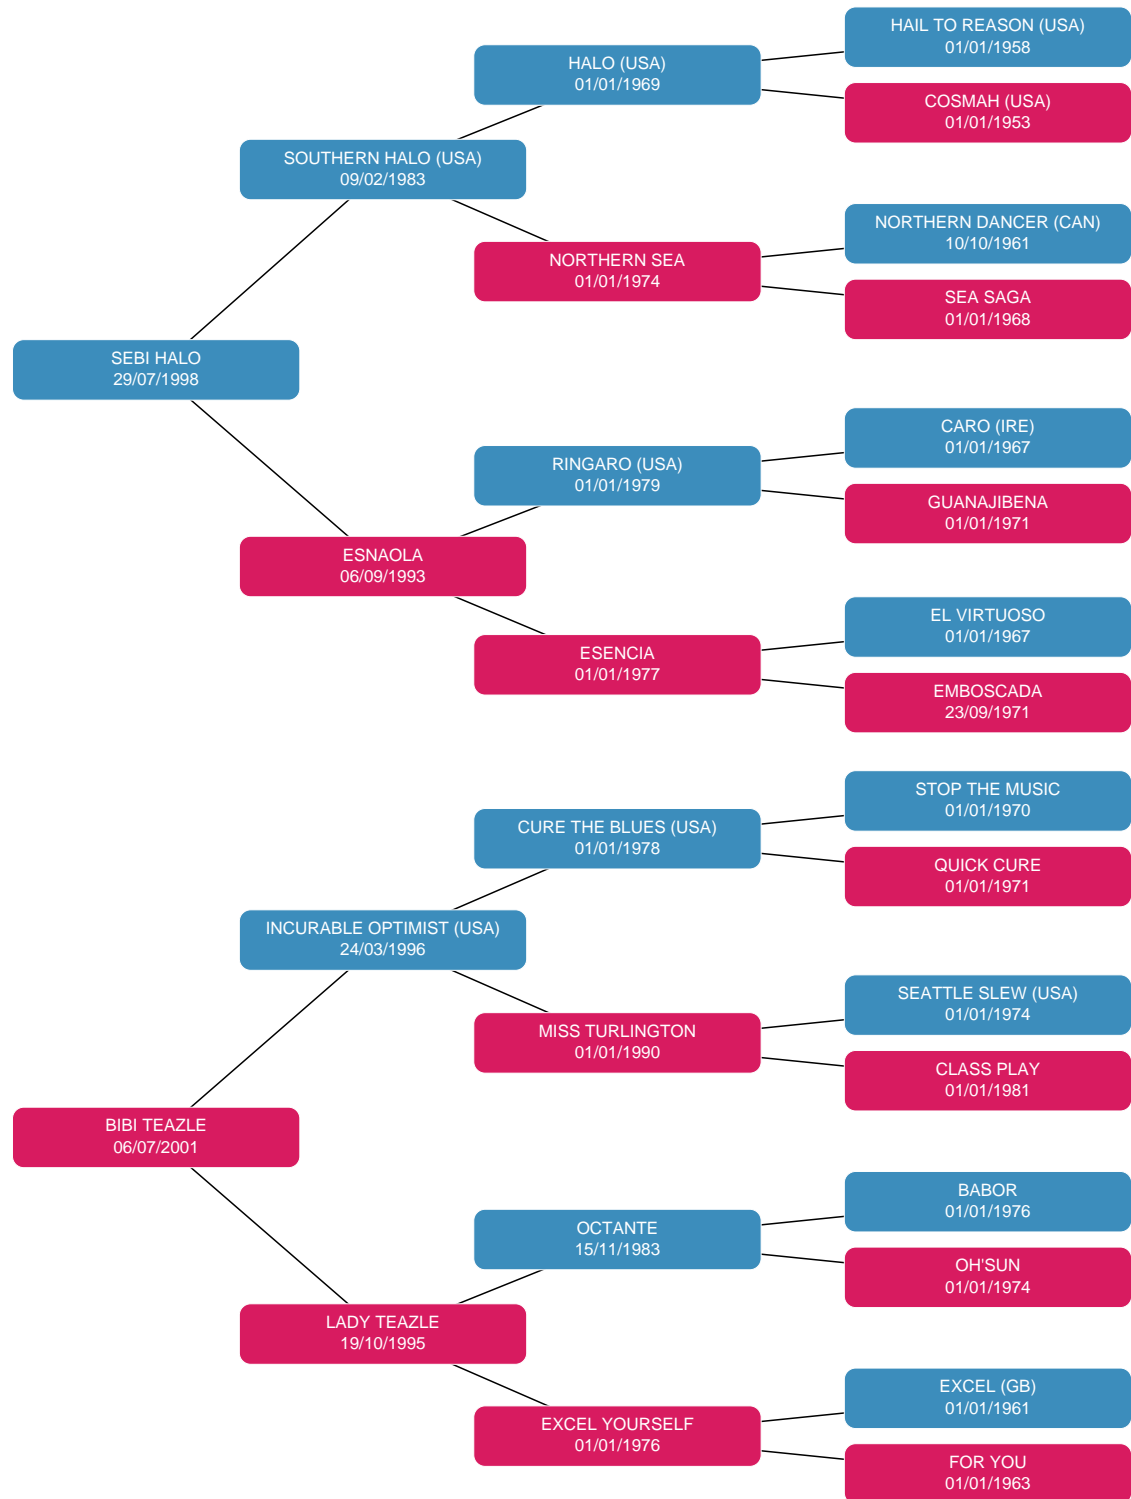 HAIL TO REASON (USA)
01/01/1958
HALO (USA)
01/01/1969
COSMAH (USA)
01/01/1953
SOUTHERN HALO (USA)
09/02/1983
NORTHERN DANCER (CAN)
10/10/1961
NORTHERN SEA
01/01/1974
SEA SAGA
01/01/1968
SEBI HALO
29/07/1998
CARO (IRE)
01/01/1967
RINGARO (USA)
01/01/1979
GUANAJIBENA
01/01/1971
ESNAOLA
06/09/1993
EL VIRTUOSO
01/01/1967
ESENCIA
01/01/1977
EMBOSCADA
23/09/1971
STOP THE MUSIC
01/01/1970
CURE THE BLUES (USA)
01/01/1978
QUICK CURE
01/01/1971
INCURABLE OPTIMIST (USA)
24/03/1996
SEATTLE SLEW (USA)
01/01/1974
MISS TURLINGTON
01/01/1990
CLASS PLAY
01/01/1981
BIBI TEAZLE
06/07/2001
BABOR
01/01/1976
OCTANTE
15/11/1983
OH'SUN
01/01/1974
LADY TEAZLE
19/10/1995
EXCEL (GB)
01/01/1961
EXCEL YOURSELF
01/01/1976
FOR YOU
01/01/1963